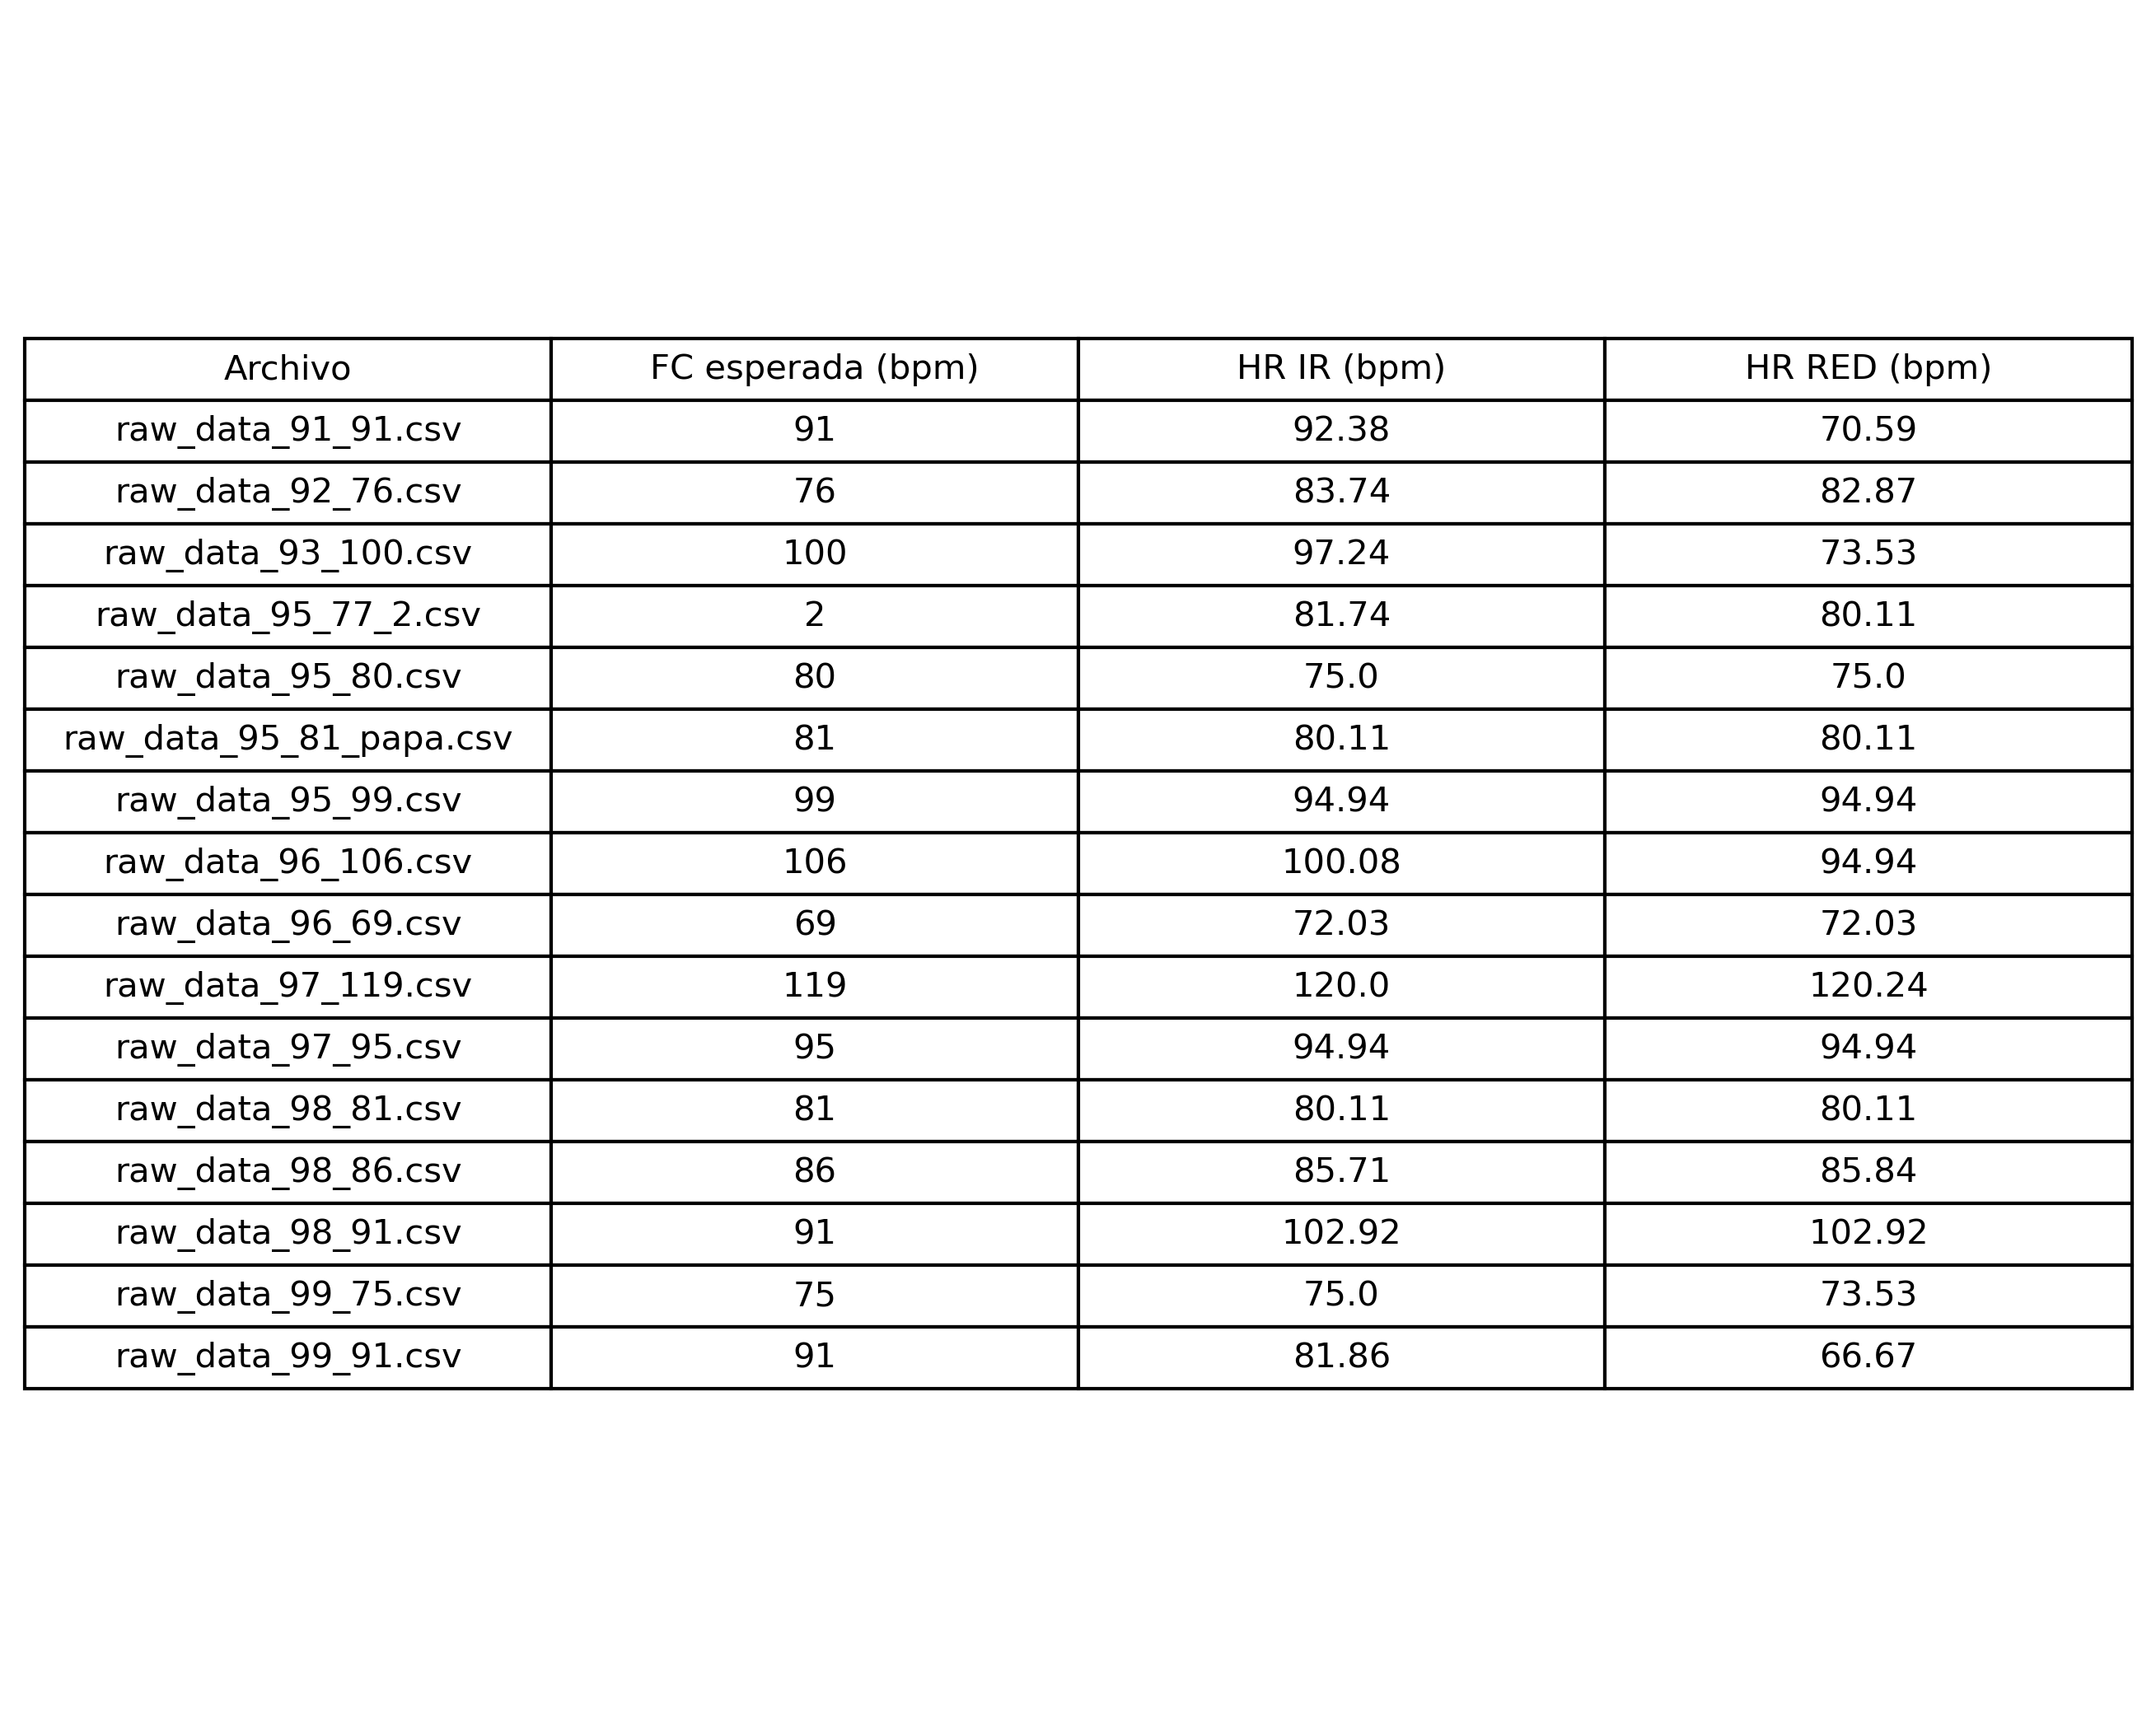 Archivo FC esperada (bpm) HR IR (bpm) HR RED (bpm)
raw_data_91_91.csv 91 92.38 70.59
raw_data_92_76.csv 76 83.74 82.87
raw_data_93_100.csv 100 97.24 73.53
raw_data_95_77_2.csv 2 81.74 80.11
raw_data_95_80.csv 80 75.0 75.0
raw_data_95_81_papa.csv 81 80.11 80.11
raw_data_95_99.csv 99 94.94 94.94
raw_data_96_106.csv 106 100.08 94.94
raw_data_96_69.csv 69 72.03 72.03
raw_data_97_119.csv 119 120.0 120.24
raw_data_97_95.csv 95 94.94 94.94
raw_data_98_81.csv 81 80.11 80.11
raw_data_98_86.csv 86 85.71 85.84
raw_data_98_91.csv 91 102.92 102.92
raw_data_99_75.csv 75 75.0 73.53
raw_data_99_91.csv 91 81.86 66.67